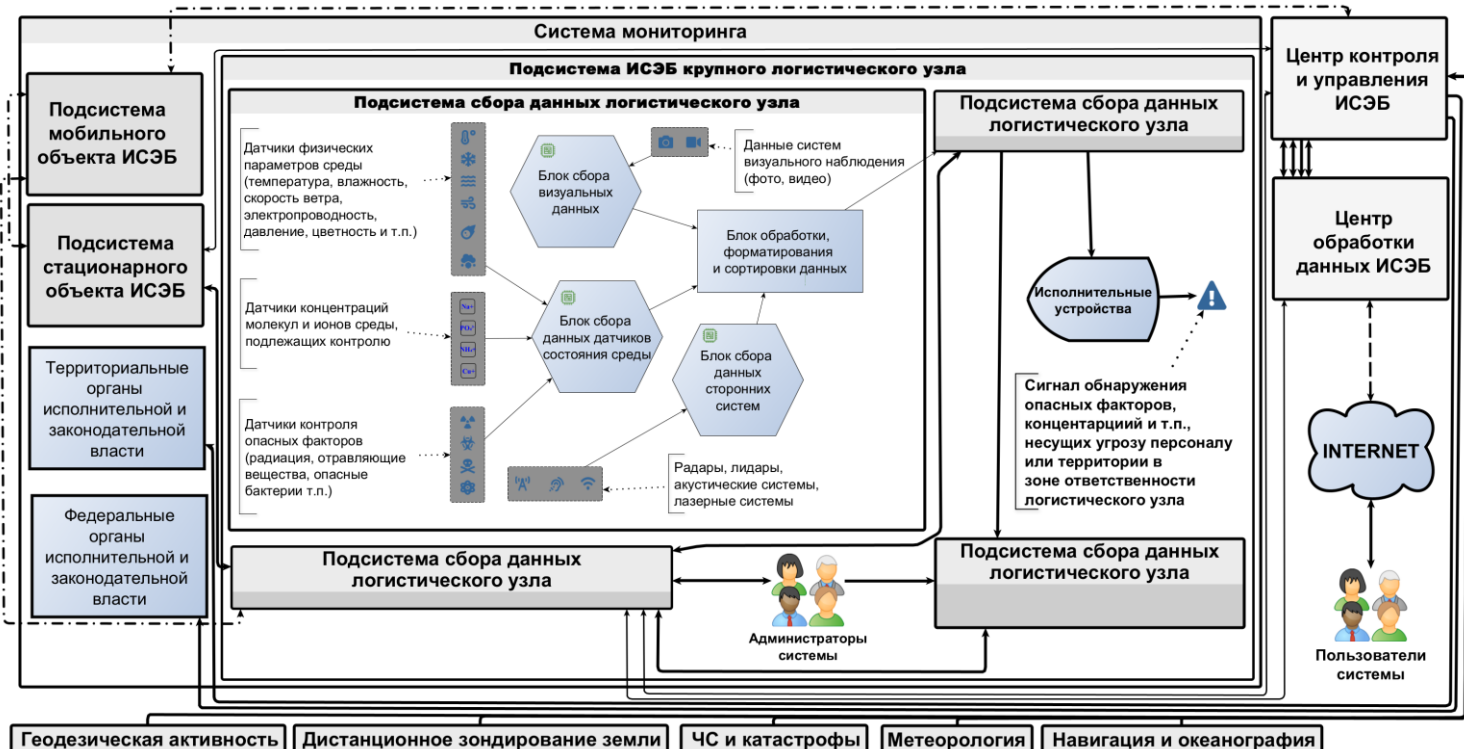 Система мониторинга
Подсистема ИСЭБ крупного логистического узла
Подсистема
мобильного
объекта ИСЭБ
Подсистема
стационарного
объекта ИСЭБ
Территориальные
органы
исполнительной и
законодательной
власти
Федеральные
органы
исполнительной и
законодательной
власти
Подсистема сбора данных логистического узла
Датчики физических
параметров среды
(температура, влажность,
скорость ветра,
электропроводность,
давление, цветность и т.п.)
Датчики концентраций
молекул и ионов среды,
подлежащих контролю
Na+
PO₄³
NH₄+
Ca+
Датчики контроля
опасных факторов
(радиация, отравляющие
вещества, опасные
бактерии т.п.)
Блок сбора
визуальных
данных
Данные систем
визуального наблюдения
(фото, видео)
Блок обработки,
форматирования
и сортировки данных
Блок сбора
данных датчиков
состояния среды
Блок сбора
данных
сторонних
систем
Радары, лидары,
акустические системы,
лазерные системы
Подсистема сбора данных
логистического узла
Исполнительные
устройства
Сигнал обнаружения
опасных факторов,
концентарциий и т.п.,
несущих угрозу персоналу
или территории в
зоне ответственности
логистического узла
Подсистема сбора данных
логистического узла
Администраторы
системы
Подсистема сбора данных
логистического узла
Центр контроля
и управления
ИСЭБ
Центр
обработки
данных ИСЭБ
INTERNET
Пользователи
системы
Геодезическая активность
Дистанционное зондирование земли
ЧС и катастрофы
Метеорология
Навигация и океанография